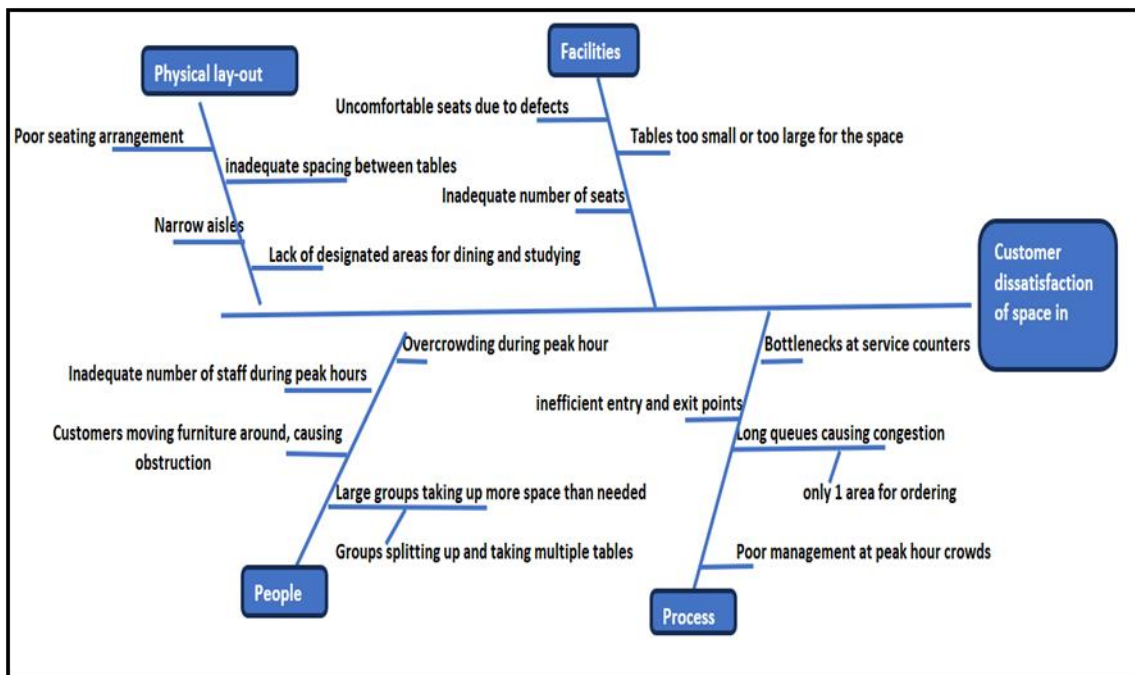 Physical lay-out
Poor seating arrangement
inadequate spacing between tables
Narrow aisles
Lack of designated areas for dining and studying
Facilities
Uncomfortable seats due to defects
Tables too small or too large for the space
Inadequate number of seats
Customer
dissatisfaction
of space in
Overcrowding during peak hour
Inadequate number of staff during peak hours
Customers moving furniture around, causing
obstruction
Large groups taking up more space than needed
Groups splitting up and taking multiple tables
People
Bottlenecks at service counters
inefficient entry and exit points
Long queues causing congestion
only 1 area for ordering
Poor management at peak hour crowds
Process